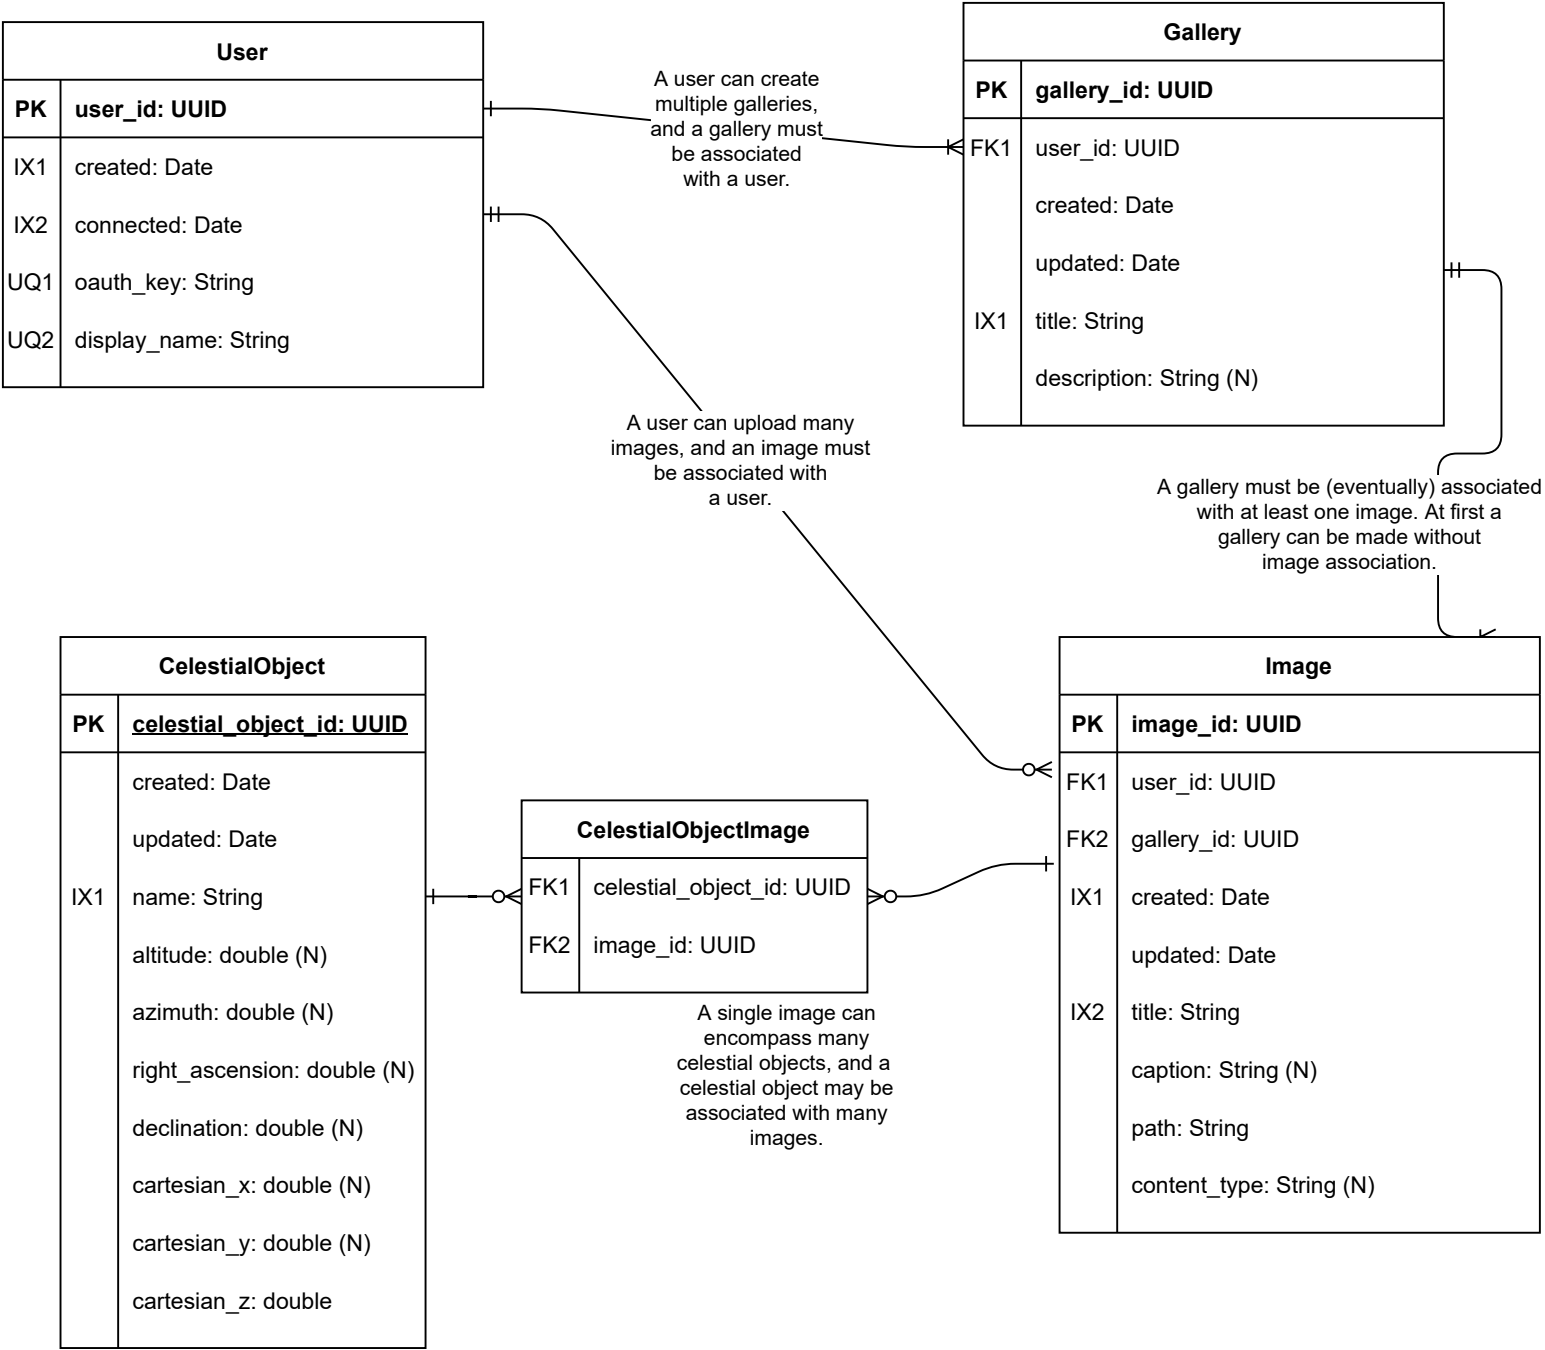 User
PK user_id: UUID
IX1 created: Date
IX2 connected: Date
UQ1 oauth_key: String
UQ2 display_name: String
A user can create
multiple galleries,
and a gallery must
be associated
with a user.
Gallery
PK gallery_id: UUID
FK1 user_id: UUID
created: Date
updated: Date
IX1 title: String
description: String (N)
A user can upload many
images, and an image must
be associated with
a user.
A gallery must be (eventually) associated
with at least one image. At first a
gallery can be made without
image association.
CelestialObject
PK celestial_object_id: UUID
created: Date
updated: Date
IX1 name: String
altitude: double (N)
azimuth: double (N)
right_ascension: double (N)
declination: double (N)
cartesian_x: double (N)
cartesian_y: double (N)
cartesian_z: double
CelestialObjectImage
FK1 celestial_object_id: UUID
FK2 image_id: UUID
A single image can
encompass many
celestial objects, and a
celestial object may be
associated with many
images.
Image
PK image_id: UUID
FK1 user_id: UUID
FK2 gallery_id: UUID
IX1 created: Date
updated: Date
IX2 title: String
caption: String (N)
path: String
content_type: String (N)